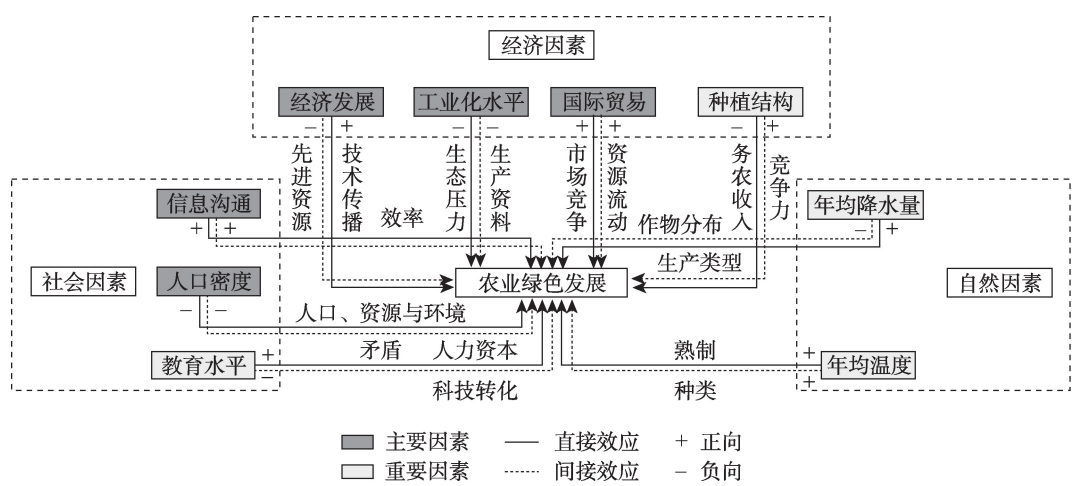 经济因素
经济发展
工业化水平
国际贸易
种植结构
− +
− −
+ +
− +
先进资源
技术传播
生态压力
生产资料
市场竞争
资源流动
务农收入
竞争力
信息沟通
+ +
效率
社会因素
人口密度
− −
人口、资源与环境
矛盾
教育水平
+
−
人力资本
科技转化
农业绿色发展
作物分布
生产类型
年均降水量
− +
自然因素
熟制
种类
+
年均温度
+
主要因素
直接效应
+ 正向
重要因素
间接效应
− 负向